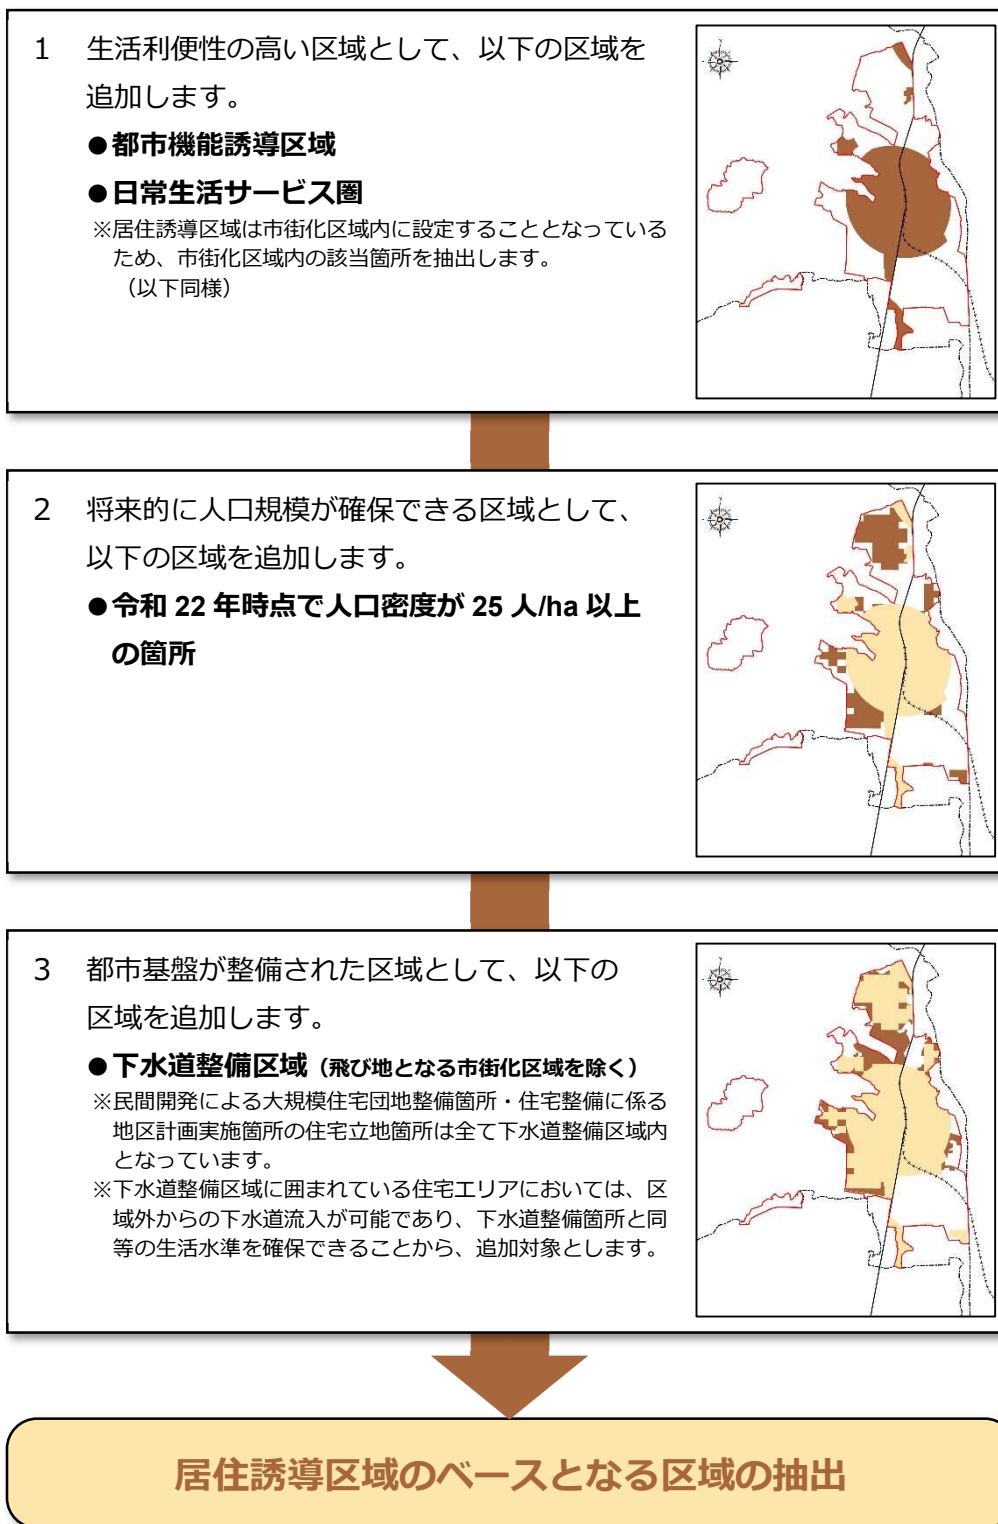 1 生活利便性の高い区域として、以下の区域を
追加します。
●都市機能誘導区域
●日常生活サービス圏
※居住誘導区域は市街化区域内に設定することとなっている
ため、市街化区域内の該当箇所を抽出します。
（以下同様）
2 将来的に人口規模が確保できる区域として、
以下の区域を追加します。
●令和 22 年時点で人口密度が 25 人/ha 以上
の箇所
3 都市基盤が整備された区域として、以下の
区域を追加します。
●下水道整備区域（飛び地となる市街化区域を除く）
※民間開発による大規模住宅団地整備箇所・住宅整備に係る
地区計画実施箇所の住宅立地箇所は全て下水道整備区域内
となっています。
※下水道整備区域に囲まれている住宅エリアにおいては、区
域外からの下水道流入が可能であり、下水道整備箇所と同
等の生活水準を確保できることから、追加対象とします。
居住誘導区域のベースとなる区域の抽出